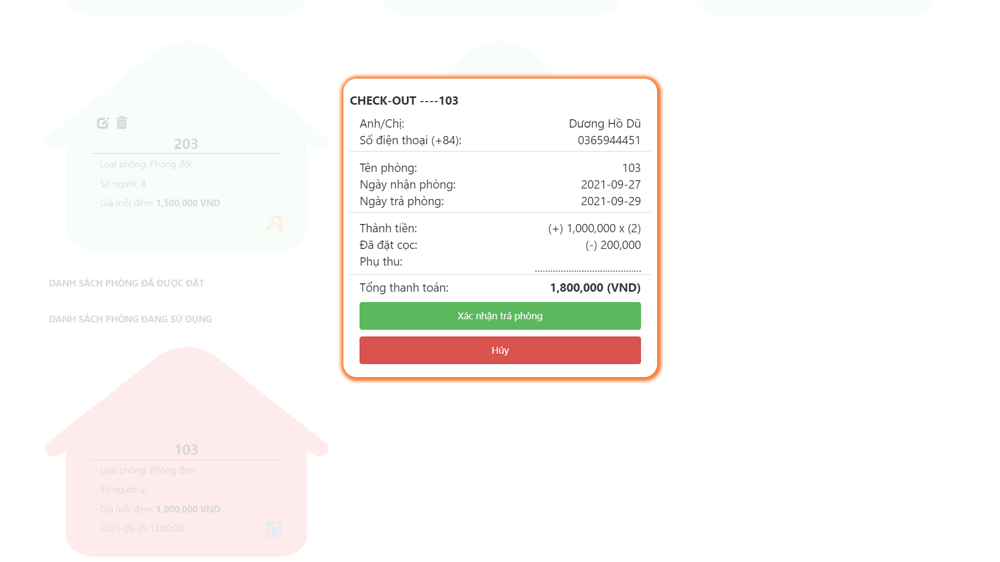 CHECK-OUT ----103
Anh/Chị: Dương Hồ Dũ
Số điện thoại (+84): 0365944451
Tên phòng: 103
Ngày nhận phòng: 2021-09-27
Ngày trả phòng: 2021-09-29
Thành tiền: (+) 1,000,000 x (2)
Đã đặt cọc: (-) 200,000
Phụ thu:
Tổng thanh toán: 1,800,000 (VND)
Xác nhận trả phòng
Hủy
203
- Loại phòng: Phòng đôi
- Số người: 4
- Giá mỗi đêm: 1,500,000 VND
DANH SÁCH PHÒNG ĐÃ ĐƯỢC ĐẶT
DANH SÁCH PHÒNG ĐANG SỬ DỤNG
103
- Loại phòng: Phòng đơn
- Số người: 2
- Giá mỗi đêm: 1,000,000 VND
2021-09-29 12:00:00